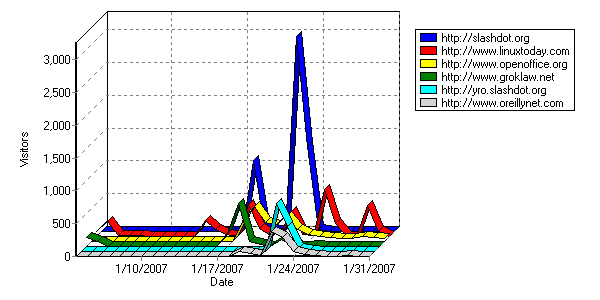 3,000
2,500
2,000
1,500
1,000
500
0
Visitors
1/10/2007
1/17/2007
1/24/2007
1/31/2007
Date
http://slashdot.org
http://www.linuxtoday.com
http://www.openoffice.org
http://www.groklaw.net
http://yro.slashdot.org
http://www.oreillynet.com